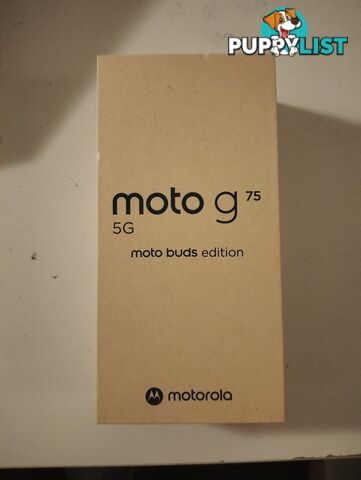 PUPPYLIST
moto g 75
5G
moto buds edition
motorola